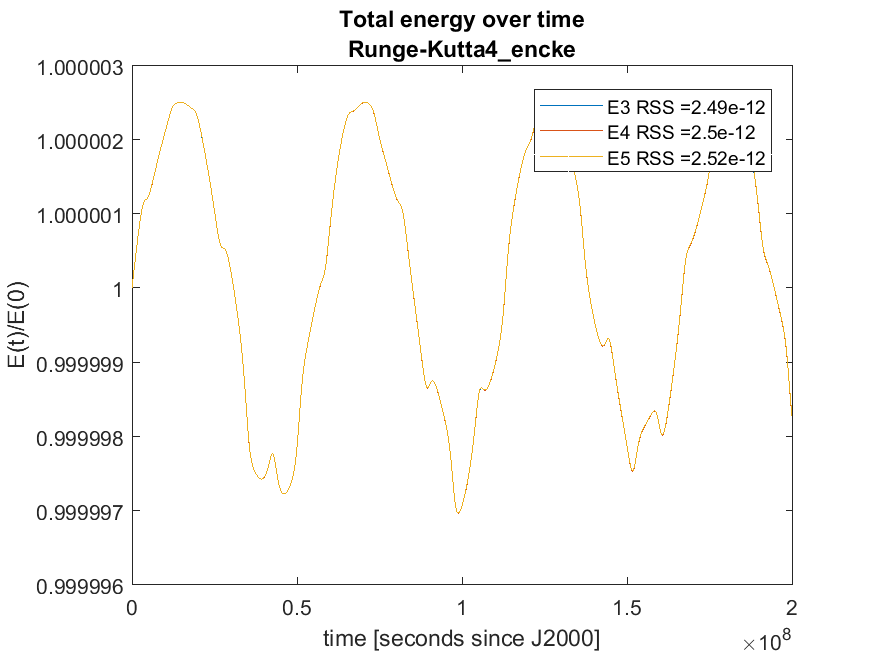 Total energy over time
Runge-Kutta4_encke
1.000003
1.000002
1.000001
1
0.999999
0.999998
0.999997
0.999996
E(t)/E(0)
E3 RSS =2.49e-12
E4 RSS =2.5e-12
E5 RSS =2.52e-12
0 0.5 1 1.5 2
time [seconds since J2000]
×10^8